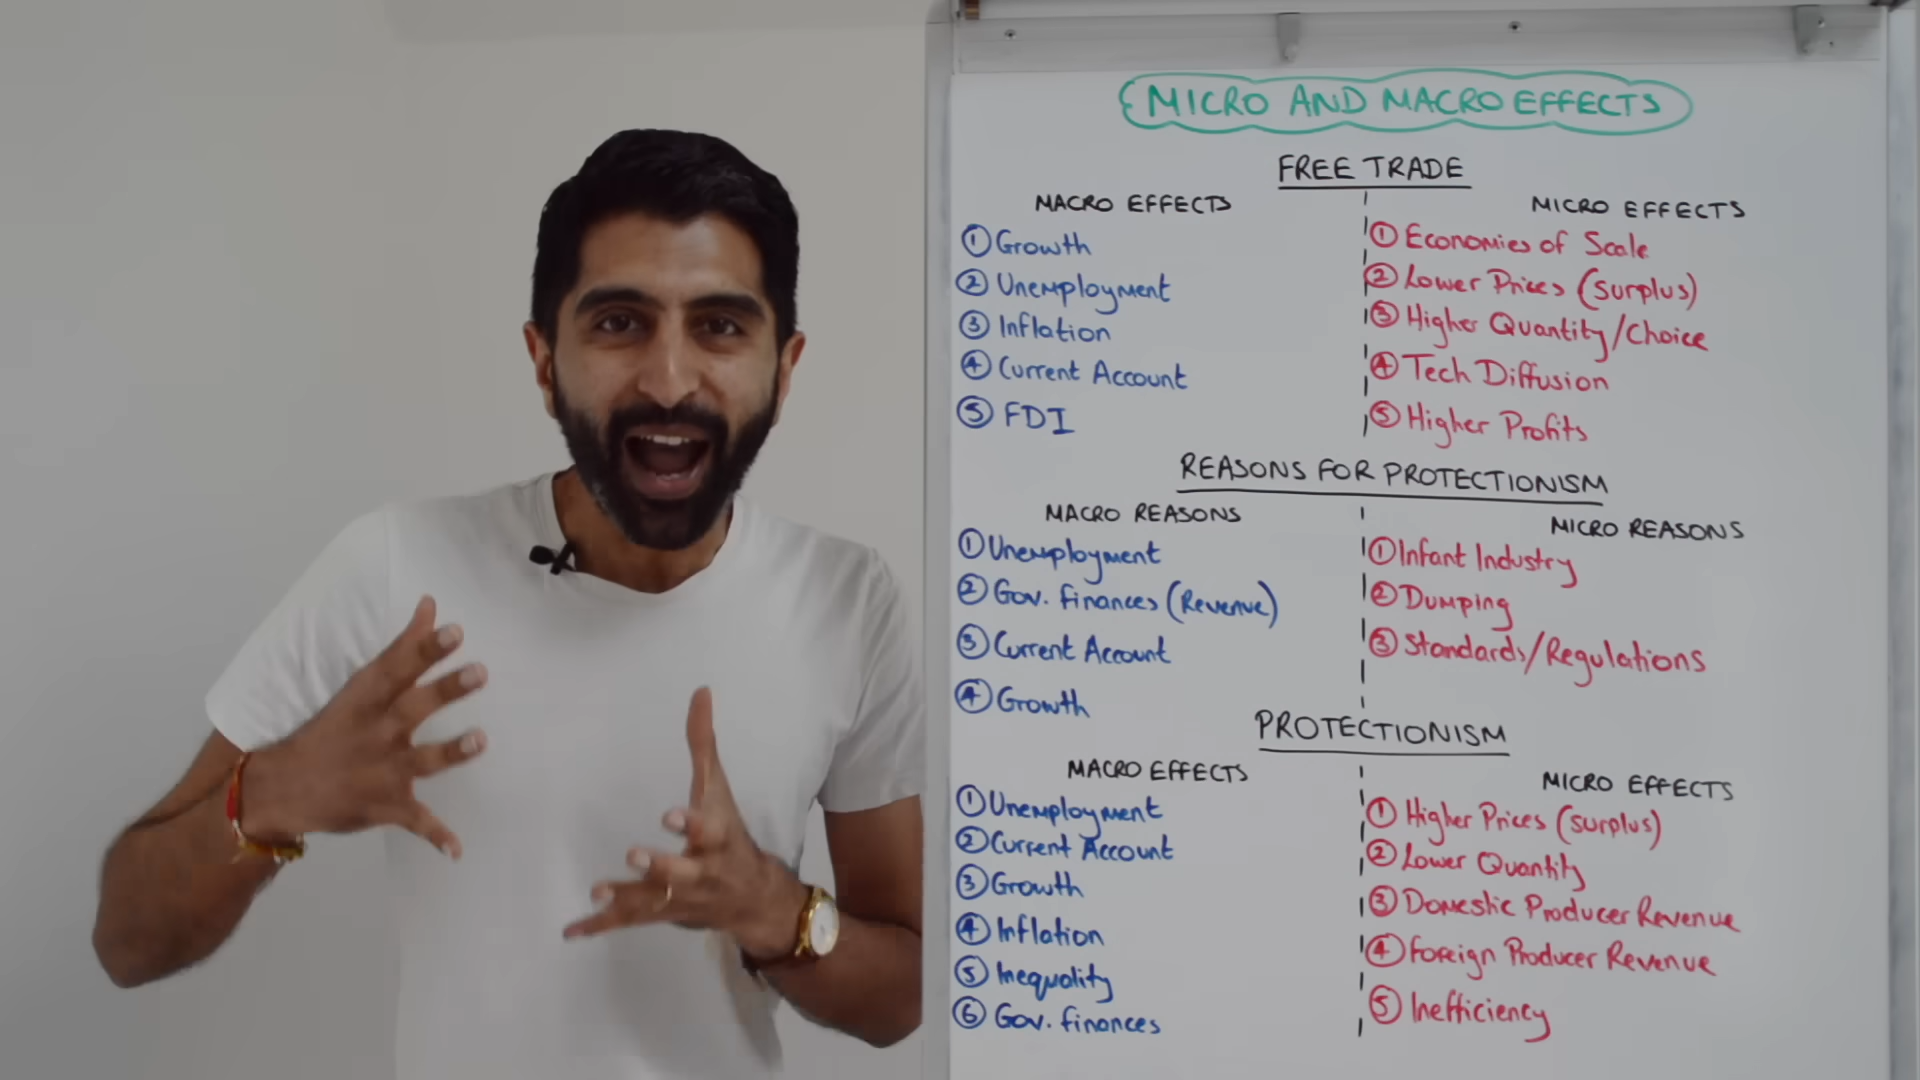 MICRO AND MACRO EFFECTS
FREE TRADE
MACRO EFFECTS
① Growth
② Unemployment
③ Inflation
④ Current Account
⑤ FDI
MICRO EFFECTS
① Economies of Scale
② Lower Prices (Surplus)
③ Higher Quantity/Choice
④ Tech Diffusion
⑤ Higher Profits
REASONS FOR PROTECTIONISM
MACRO REASONS
① Unemployment
② Gov. finances (Revenue)
③ Current Account
④ Growth
MICRO REASONS
① Infant Industry
② Dumping
③ Standards/Regulations
PROTECTIONISM
MACRO EFFECTS
① Unemployment
② Current Account
③ Growth
④ Inflation
⑤ Inequality
⑥ Gov. finances
MICRO EFFECTS
① Higher Prices (Surplus)
② Lower Quantity
③ Domestic Producer Revenue
④ Foreign Producer Revenue
⑤ Inefficiency